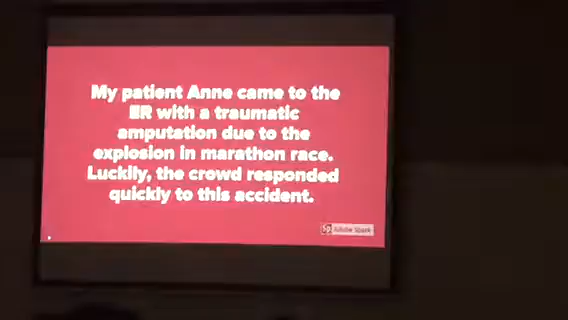 My patient Anne came to the
ER with a traumatic
amputation due to the
explosion in marathon race.
Luckily, the crowd responded
quickly to this accident.
Sp Adobe Spark